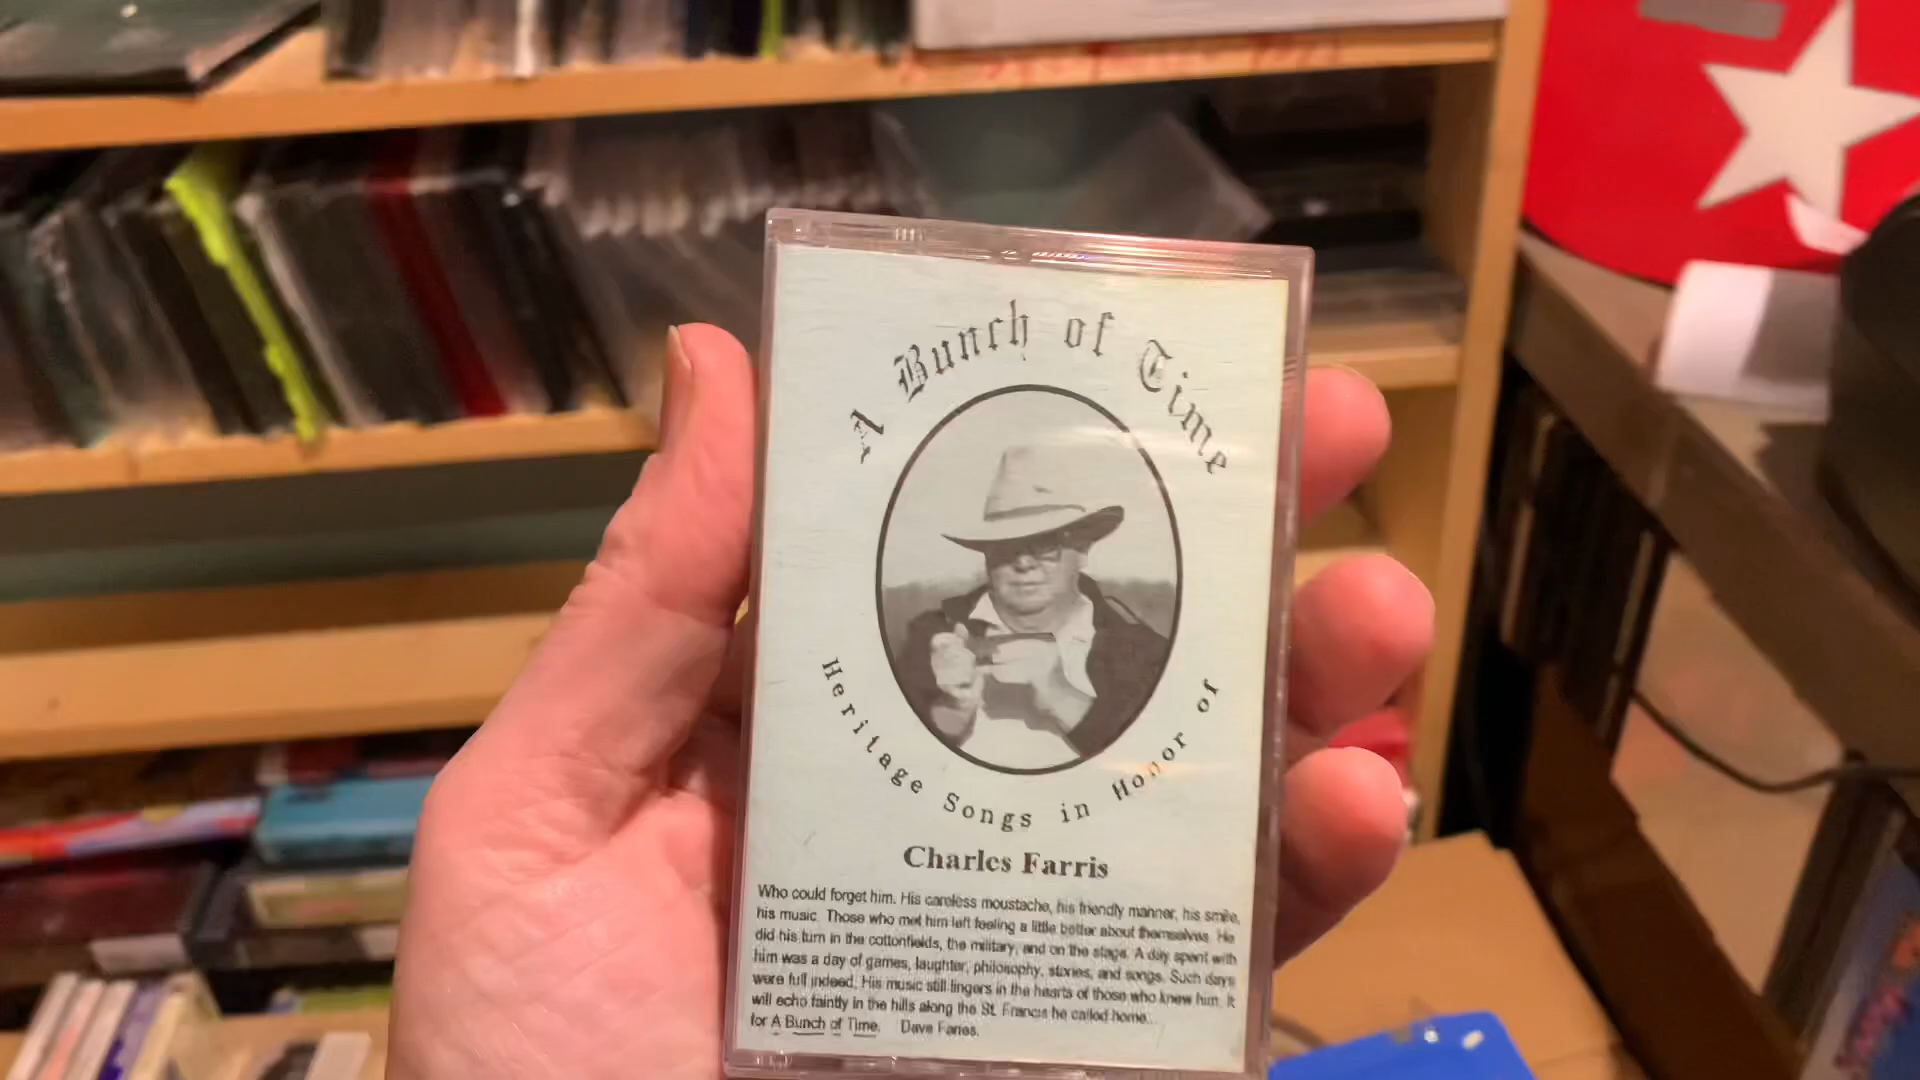 A Bunch of Time
Heritage Songs in Honor of
Charles Farris
Who could forget him. His careless moustache, his friendly manner, his smile,
his music. Those who met him left feeling a little better about themselves. He
did his turn in the cottonfields, the military, and on the stage. A day spent with
him was a day of games, laughter, philosophy, stories, and songs. Such days
were full indeed. His music still lingers in the hearts of those who knew him. It
will echo faintly in the hills along the St. Francis he called home...
for A Bunch of Time, Dave